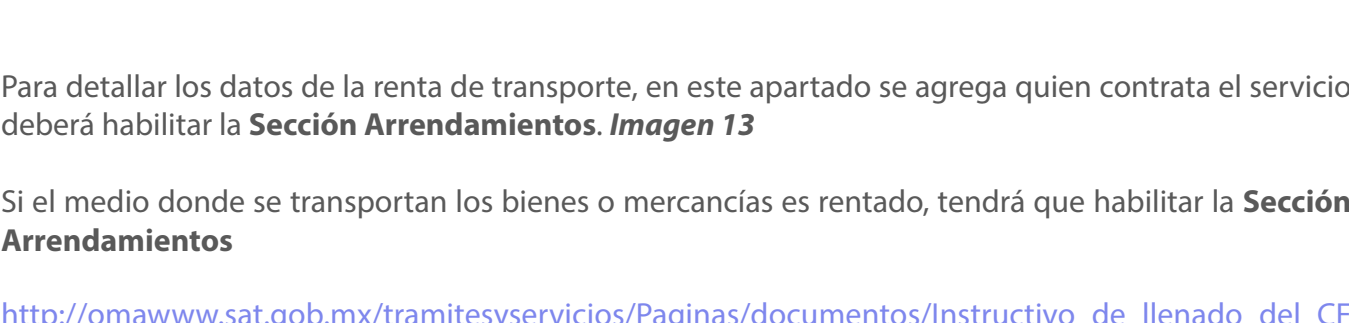 Para detallar los datos de la renta de transporte, en este apartado se agrega quien contrata el servicio
deberá habilitar la Sección Arrendamientos. Imagen 13
Si el medio donde se transportan los bienes o mercancías es rentado, tendrá que habilitar la Sección
Arrendamientos
http://omawww.sat.gob.mx/tramitesyservicios/Paginas/documentos/Instructivo_de_llenado_del_CF